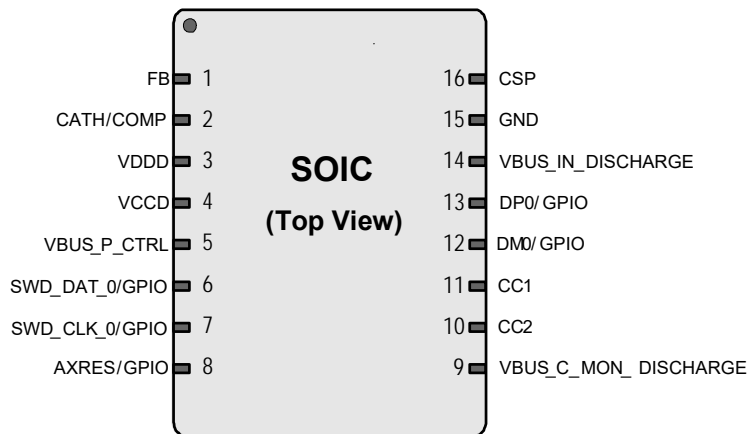 FB 1
CATH/COMP 2
VDDD 3
VCCD 4
VBUS_P_CTRL 5
SWD_DAT_0/GPIO 6
SWD_CLK_0/GPIO 7
AXRES/GPIO 8
SOIC
(Top View)
16 CSP
15 GND
14 VBUS_IN_DISCHARGE
13 DP0/ GPIO
12 DM0/ GPIO
11 CC1
10 CC2
9 VBUS_C_MON_ DISCHARGE